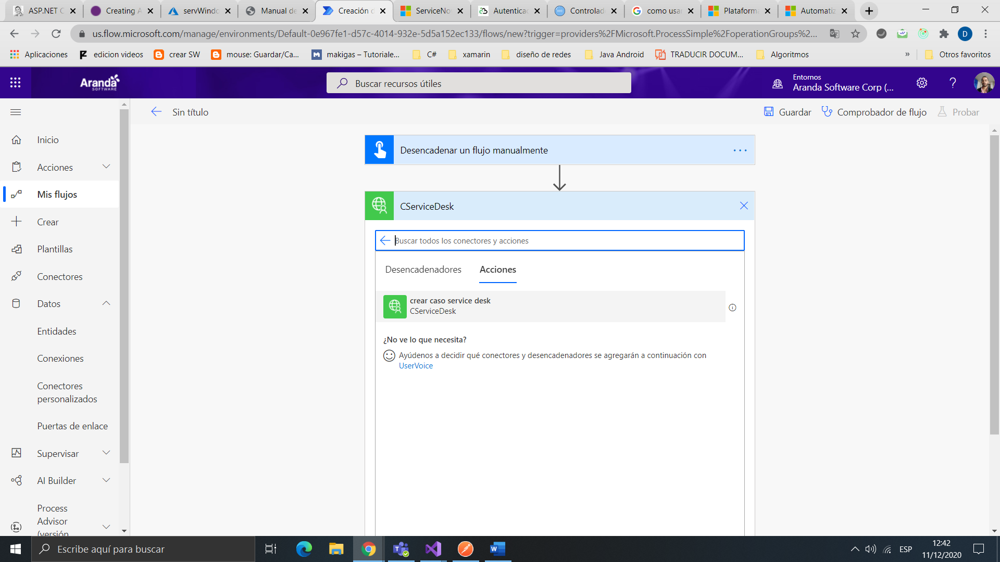 ASP.NET C
Creating A
servWindo
Manual de
Creación d
ServiceNo
Autenticac
Controlad
como usar
Plataforma
Automatiz
us.flow.microsoft.com/manage/environments/Default-0e967fe1-d57c-4014-932e-5d5a152ec133/flows/new?trigger=providers%2FMicrosoft.ProcessSimple%2FoperationGroups%2...
D
Aplicaciones
edicion videos
crear SW
mouse: Guardar/Ca...
makigas – Tutoriale...
C#
xamarin
diseño de redes
Java Android
TRADUCIR DOCUM...
Algoritmos
»
Otros favoritos
Aranda
SOFTWARE
Buscar recursos útiles
Entornos
Aranda Software Corp (...
?
Sin título
Guardar
Comprobador de flujo
Probar
Inicio
Acciones
Mis flujos
Crear
Plantillas
Conectores
Datos
Entidades
Conexiones
Conectores
personalizados
Puertas de enlace
Supervisar
AI Builder
Process
Advisor
(versión
Desencadenar un flujo manualmente
CServiceDesk
Buscar todos los conectores y acciones
Desencadenadores
Acciones
crear caso service desk
CServiceDesk
¿No ve lo que necesita?
Ayúdenos a decidir qué conectores y desencadenadores se agregarán a continuación con
UserVoice
Escribe aquí para buscar
ESP
12:42
11/12/2020